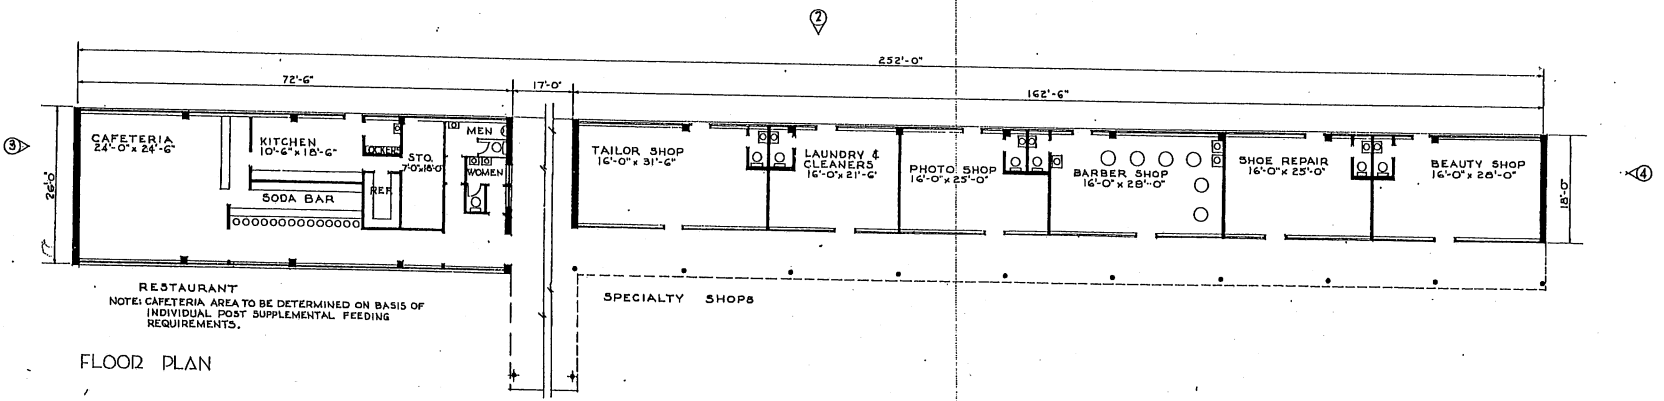 2
252'-0"
72'-6"
17'-0"
162'-6"
3
26'-0"
CAFETERIA
24'-0" x 24'-6"
KITCHEN
10'-6" x 18'-6"
LOCKERS
STO.
7'-0" x 18'-0"
MEN
WOMEN
REF.
SODA BAR
TAILOR SHOP
16'-0" x 31'-6"
LAUNDRY &
CLEANERS
16'-0" x 21'-6"
PHOTO SHOP
16'-0" x 25'-0"
BARBER SHOP
16'-0" x 28'-0"
SHOE REPAIR
16'-0" x 25'-0"
BEAUTY SHOP
16'-0" x 28'-0"
18'-0"
4
RESTAURANT
NOTE: CAFETERIA AREA TO BE DETERMINED ON BASIS OF
INDIVIDUAL POST SUPPLEMENTAL FEEDING
REQUIREMENTS.
SPECIALTY SHOPS
FLOOR PLAN